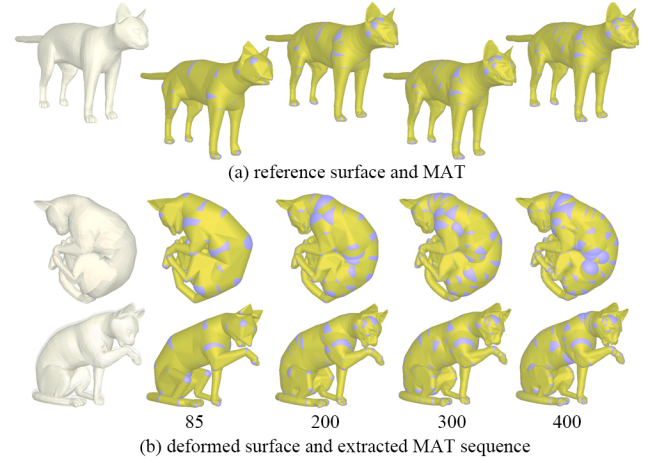 (a) reference surface and MAT
85 200 300 400
(b) deformed surface and extracted MAT sequence